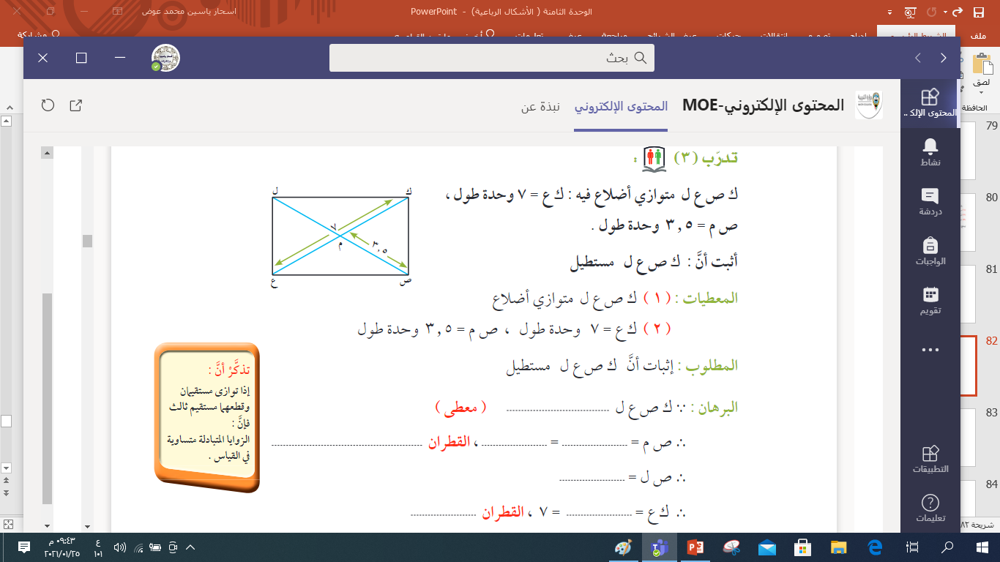 الوحدة الثامنة ( الأشكال الرباعية) - PowerPoint
اسحار ياسين محمد عوض
ملف
مشاركة
لصق
الحافظة
بحث
المحتوى الإلكتروني-MOE
المحتوى الإلكتروني
نبذة عن
المحتوى الإلكـ..
نشاط
دردشة
الواجبات
تقويم
التطبيقات
تعليمات
79
80
81
82
83
84
تدرّب (٣) :
ك ص ع ل متوازي أضلاع فيه : ك ع = ٧ وحدة طول ،
ص م = ٣,٥ وحدة طول .
أثبت أنَّ : ك ص ع ل مستطيل
ل
ك
٧
م
٣,٥
ع
ص
المعطيات : (١) ك ص ع ل متوازي أضلاع
(٢) ك ع = ٧ وحدة طول ، ص م = ٣,٥ وحدة طول
المطلوب : إثبات أنَّ ك ص ع ل مستطيل
البرهان : ∵ ك ص ع ل ............ (معطى)
∴ ص م = ............ = ............ ، القطران ............
∴ ص ل = ............
∴ ك ع = ............ = ٧ ، القطران ............
تذكَّرْ أنَّ :
إذا توازى مستقيمان
وقطعهما مستقيم ثالث
فإنَّ :
الزوايا المتبادلة متساوية
في القياس .
شريحة ٨٢
٠٩:٤٣ م
٢٠٢١/٠١/٢٥
ع
١٠١